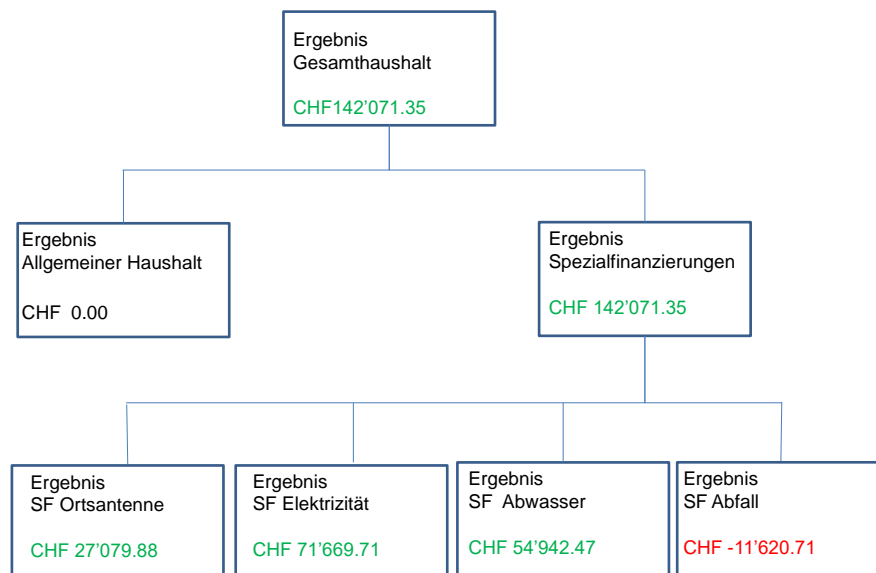 Ergebnis
Gesamthaushalt
CHF142'071.35
Ergebnis
Allgemeiner Haushalt
CHF 0.00
Ergebnis
Spezialfinanzierungen
CHF 142'071.35
Ergebnis
SF Ortsantenne
CHF 27'079.88
Ergebnis
SF Elektrizität
CHF 71'669.71
Ergebnis
SF Abwasser
CHF 54'942.47
Ergebnis
SF Abfall
CHF -11'620.71